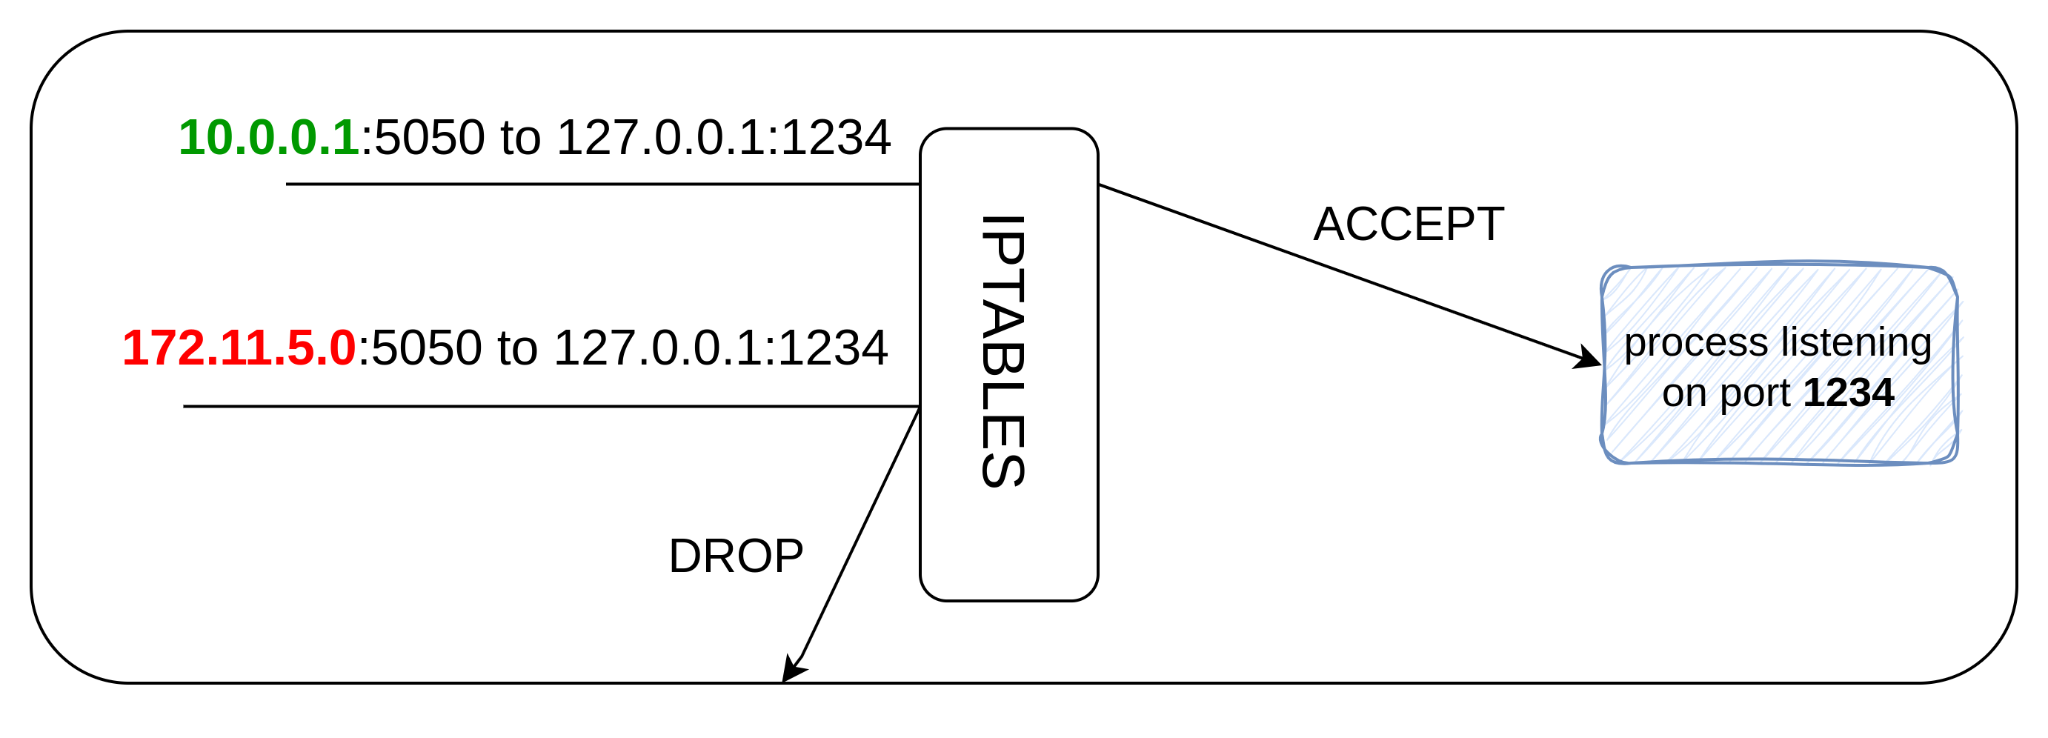 10.0.0.1:5050 to 127.0.0.1:1234
IPTABLES
ACCEPT
172.11.5.0:5050 to 127.0.0.1:1234
process listening
on port 1234
DROP